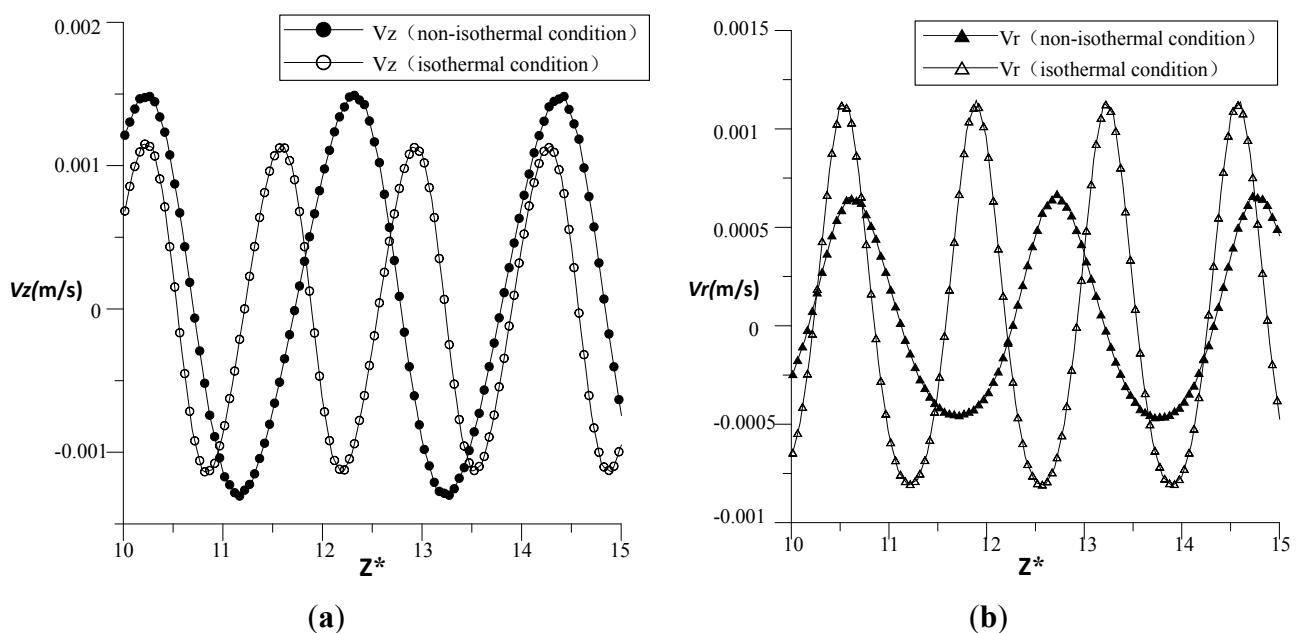 0.002
0.001
0
-0.001
Vz（non-isothermal condition）
Vz（isothermal condition）
Vz(m/s)
10 11 12 13 14 15
Z*
(a)
0.0015
0.001
0.0005
0
-0.0005
-0.001
Vr（non-isothermal condition）
Vr（isothermal condition）
Vr(m/s)
10 11 12 13 14 15
Z*
(b)